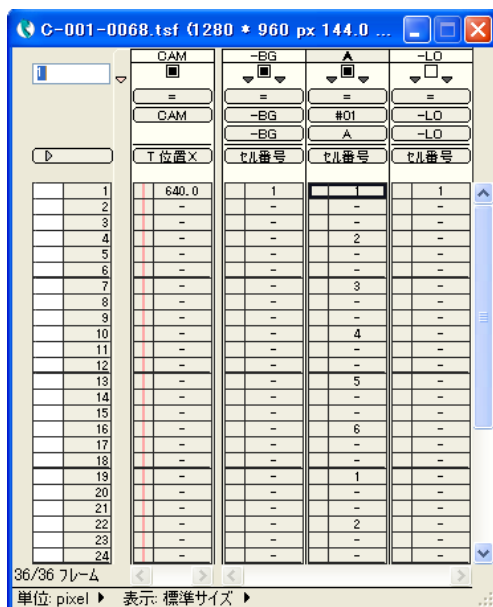 C-001-0068.tsf (1280 * 960 px 144.0 ...
1
CAM -BG A -LO
= = = =
CAM -BG #01 -LO
-BG A -LO
T 位置X セル番号 セル番号 セル番号
1 640.0 1 1 1
2 - - - -
3 - - - -
4 - - 2 -
5 - - - -
6 - - - -
7 - - 3 -
8 - - - -
9 - - - -
10 - - 4 -
11 - - - -
12 - - - -
13 - - 5 -
14 - - - -
15 - - - -
16 - - 6 -
17 - - - -
18 - - - -
19 - - 1 -
20 - - - -
21 - - - -
22 - - 2 -
23 - - - -
24 - - - -
36/36 フレーム
単位: pixel 表示: 標準サイズ